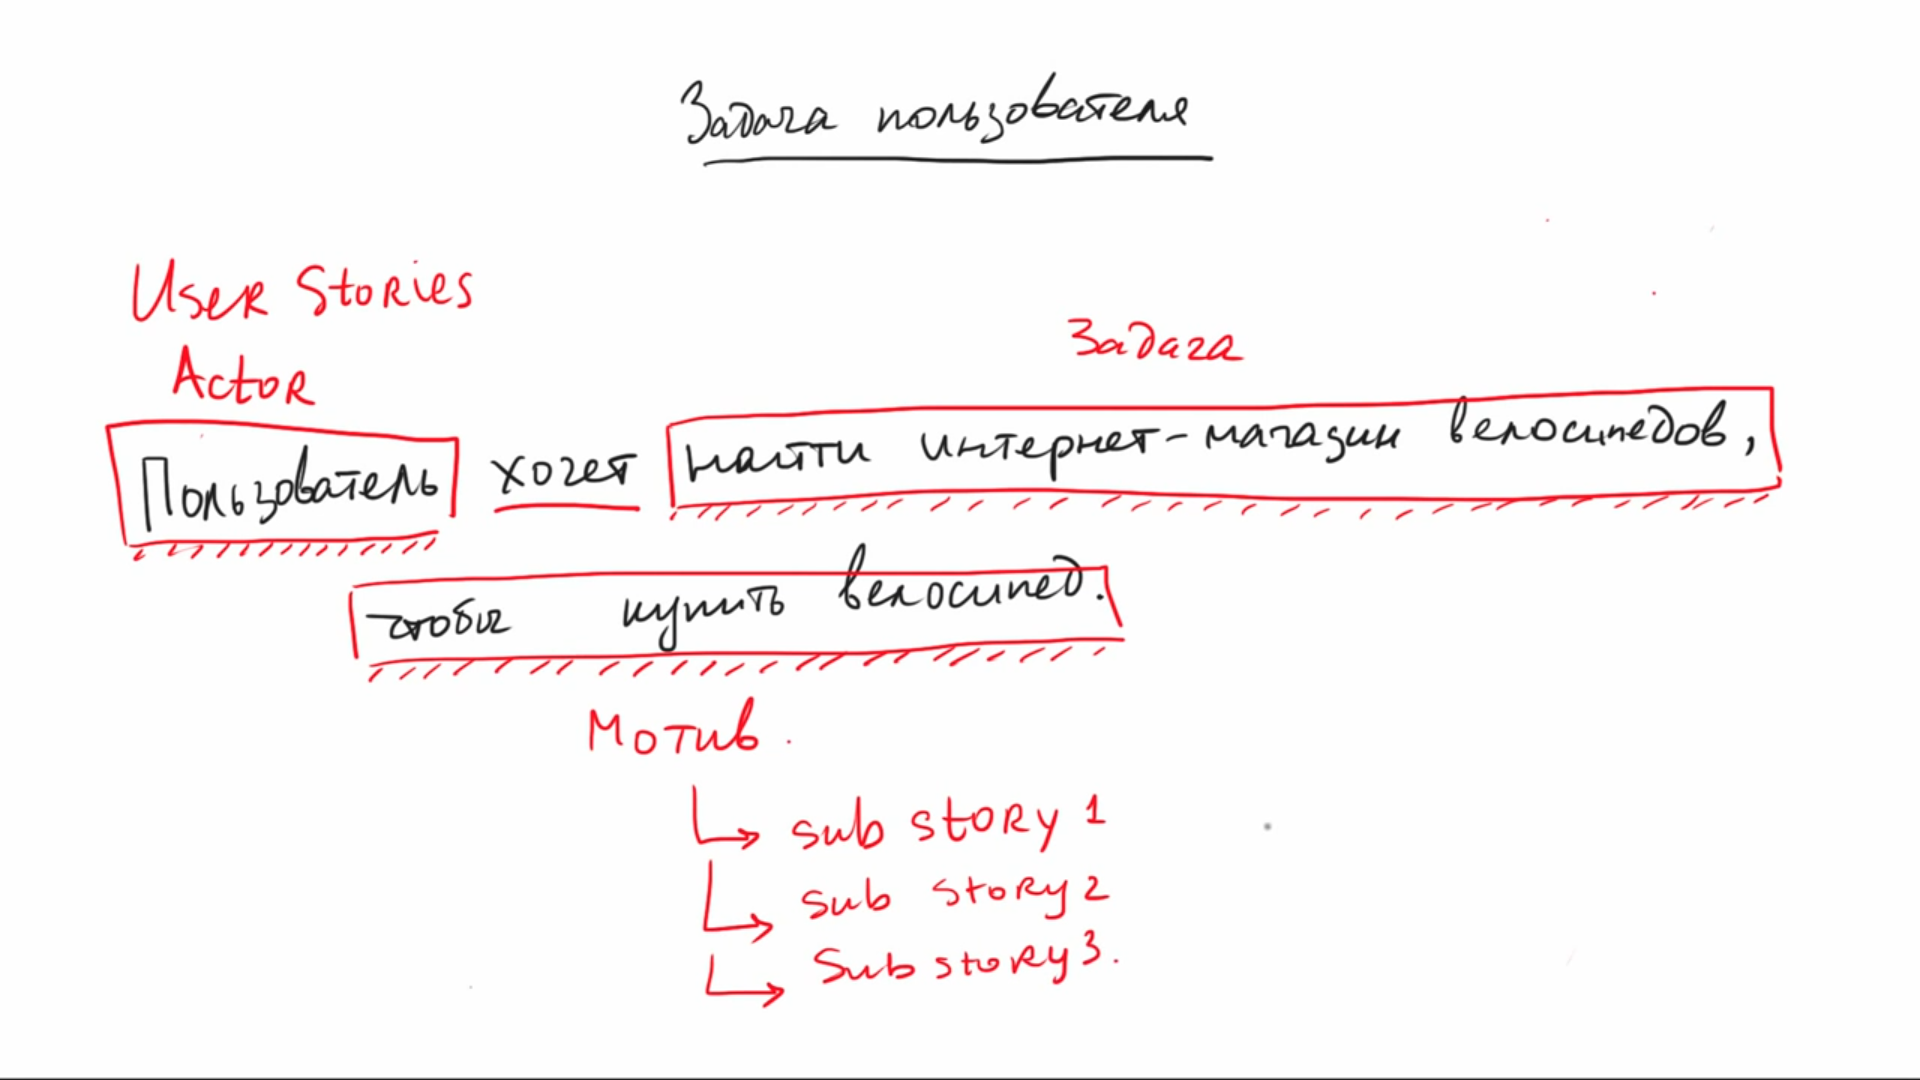 Задача пользователя
User Stories
Actor
Задача
Пользователь хочет найти интернет-магазин велосипедов,
чтобы купить велосипед.
Мотив.
sub story 1
sub story 2
Sub story 3.